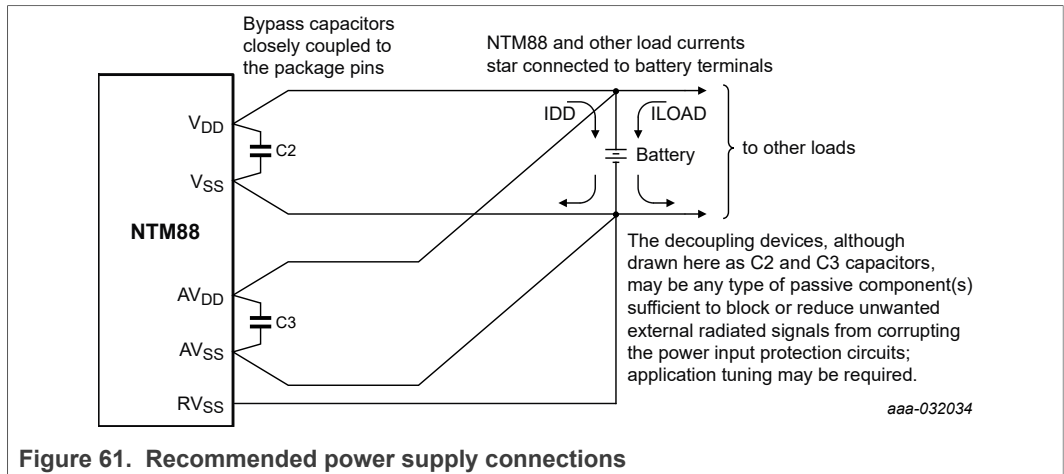 Bypass capacitors
closely coupled to
the package pins
NTM88 and other load currents
star connected to battery terminals
VDD
C2
VSS
NTM88
AVDD
C3
AVSS
RVSS
IDD
ILOAD
Battery
to other loads
The decoupling devices, although
drawn here as C2 and C3 capacitors,
may be any type of passive component(s)
sufficient to block or reduce unwanted
external radiated signals from corrupting
the power input protection circuits;
application tuning may be required.
aaa-032034
Figure 61. Recommended power supply connections